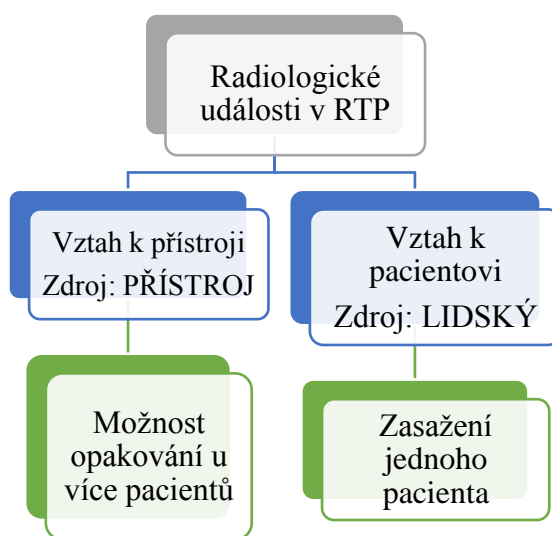 Radiologické
události v RTP
Vztah k přístroji
Zdroj: PŘÍSTROJ
Vztah k
pacientovi
Zdroj: LIDSKÝ
Možnost
opakování u
více pacientů
Zasažení
jednoho
pacienta